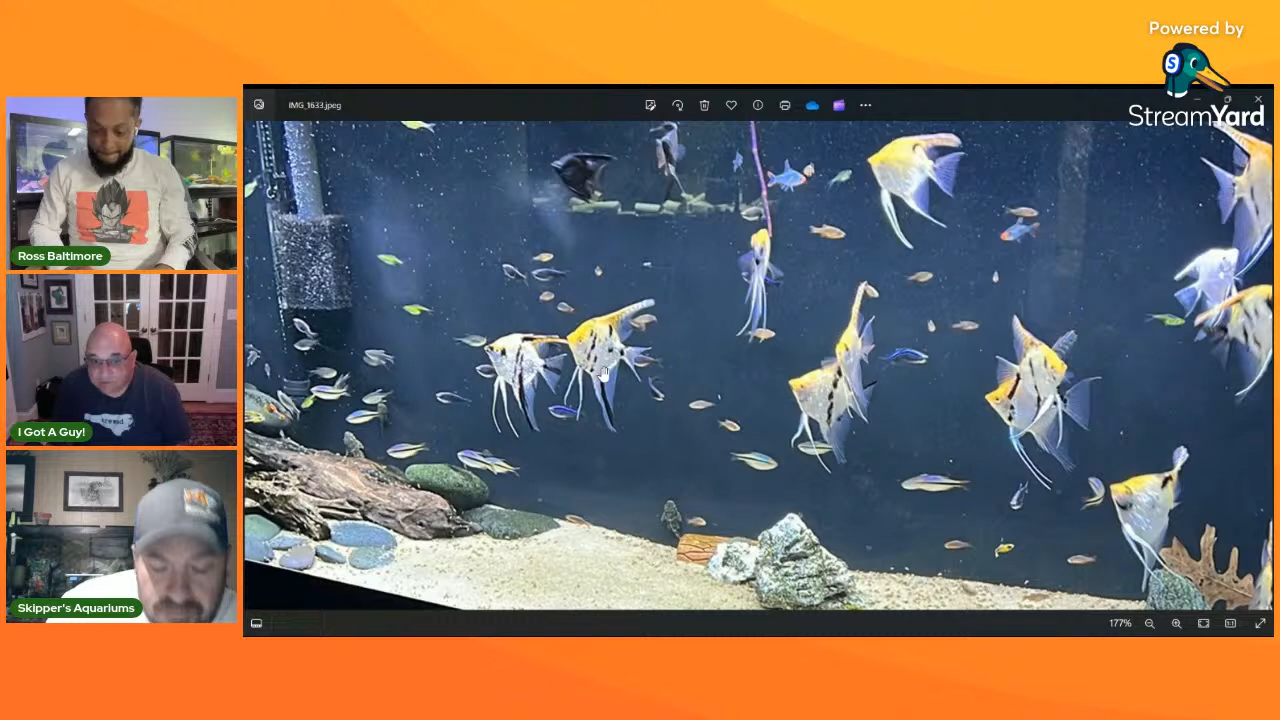 Powered by
StreamYard
IMG_1633.jpeg
Ross Baltimore
I Got A Guy!
Skipper's Aquariums
177%